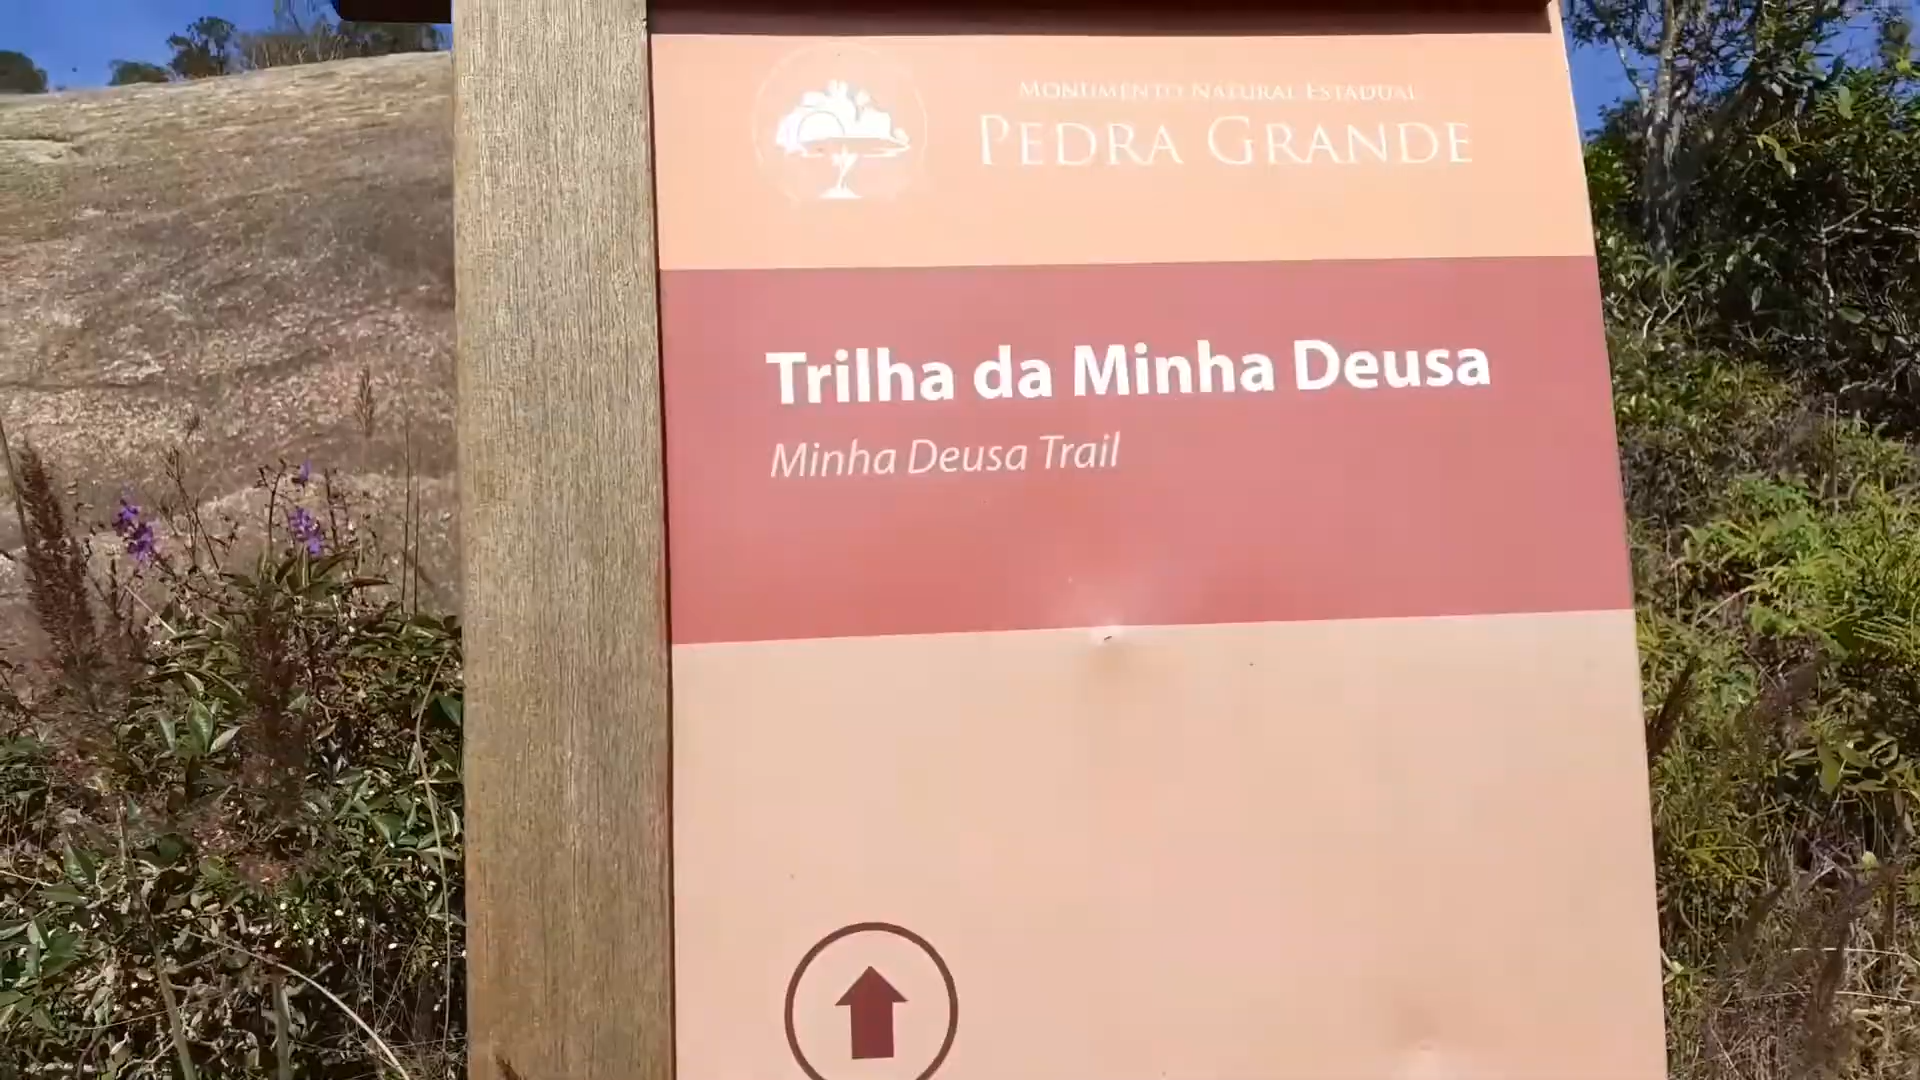 Monumento Natural Estadual
Pedra Grande
Trilha da Minha Deusa
Minha Deusa Trail